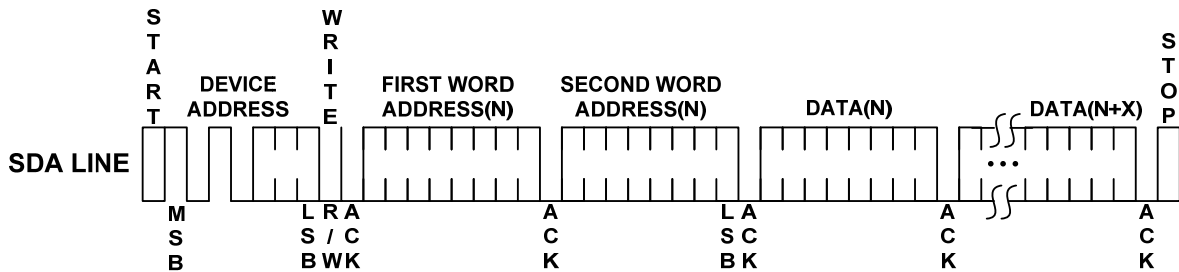 START
WRITE
STOP
DEVICE
ADDRESS
FIRST WORD
ADDRESS(N)
SECOND WORD
ADDRESS(N)
DATA(N)
DATA(N+X)
SDA LINE
MSB
LSB
R/W
ACK
ACK
LSB
ACK
ACK
ACK